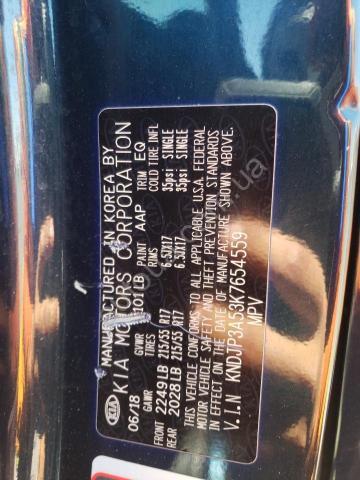 MANUFACTURED IN KOREA BY
KIA MOTORS CORPORATION
06/18 GVWR PAINT AAP TRIM EQ
GAWR TIRES RIMS COLD TIRE INFL
FRONT 2249LB 215/55 R17 6.5JX17 35psi SINGLE
REAR 2028LB 215/55 R17 6.5JX17 35psi SINGLE
THIS VEHICLE CONFORMS TO ALL APPLICABLE U.S.A. FEDERAL
MOTOR VEHICLE SAFETY AND THEFT PREVENTION STANDARDS
IN EFFECT ON THE DATE OF MANUFACTURE SHOWN ABOVE.
V.I.N KNDJP3A53K7654559
MPV